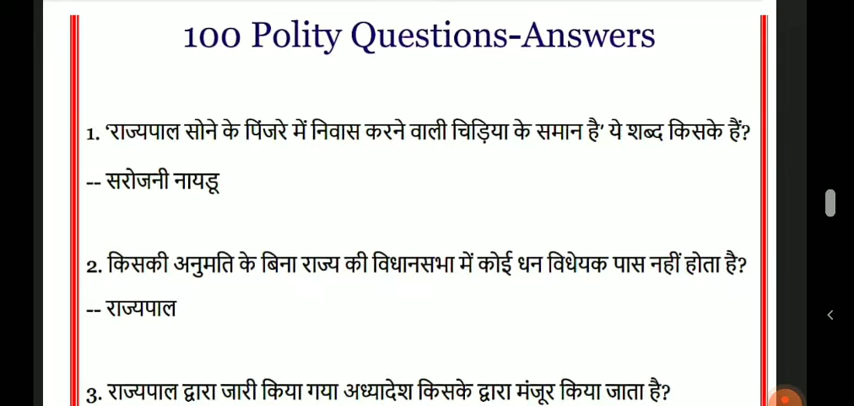 100 Polity Questions-Answers
1. ‘राज्यपाल सोने के पिंजरे में निवास करने वाली चिड़िया के समान है’ ये शब्द किसके हैं?
-- सरोजनी नायडू
2. किसकी अनुमति के बिना राज्य की विधानसभा में कोई धन विधेयक पास नहीं होता है?
-- राज्यपाल
3. राज्यपाल द्वारा जारी किया गया अध्यादेश किसके द्वारा मंजूर किया जाता है?